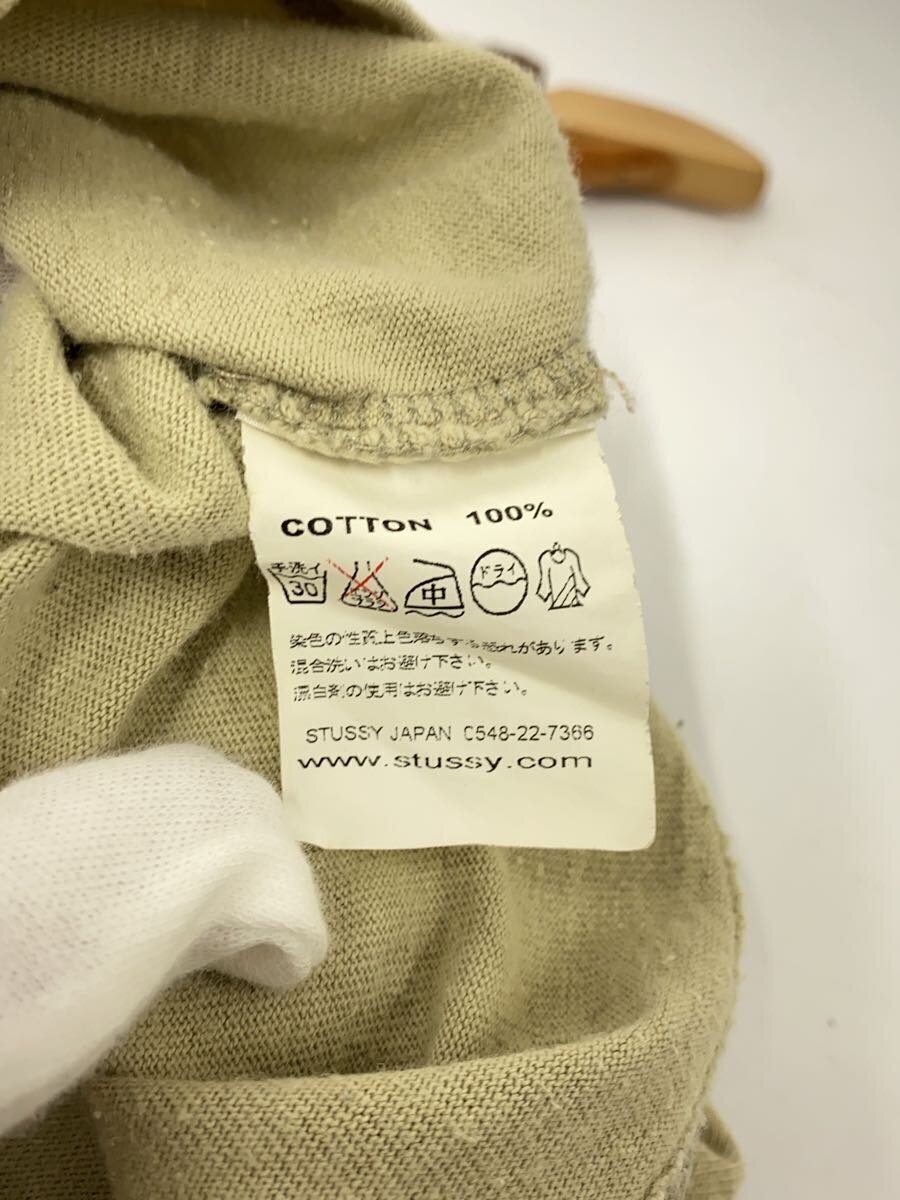 COTTON 100%
手洗イ 30 中 ドライ
染色の性質上色落ちする恐れがあります。
混合洗いはお避け下さい。
漂白剤の使用はお避け下さい。
STUSSY JAPAN 0548-22-7366
www.stussy.com